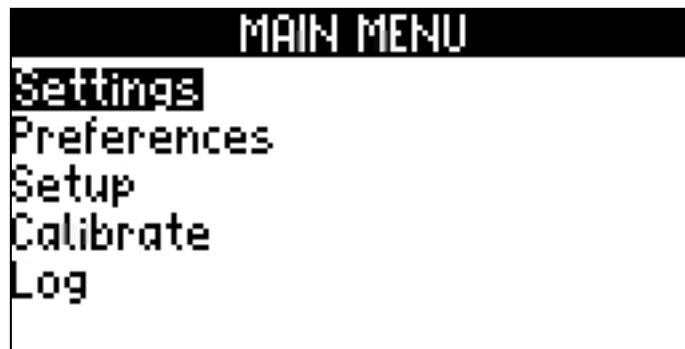 MAIN MENU
Settings
Preferences
Setup
Calibrate
Log